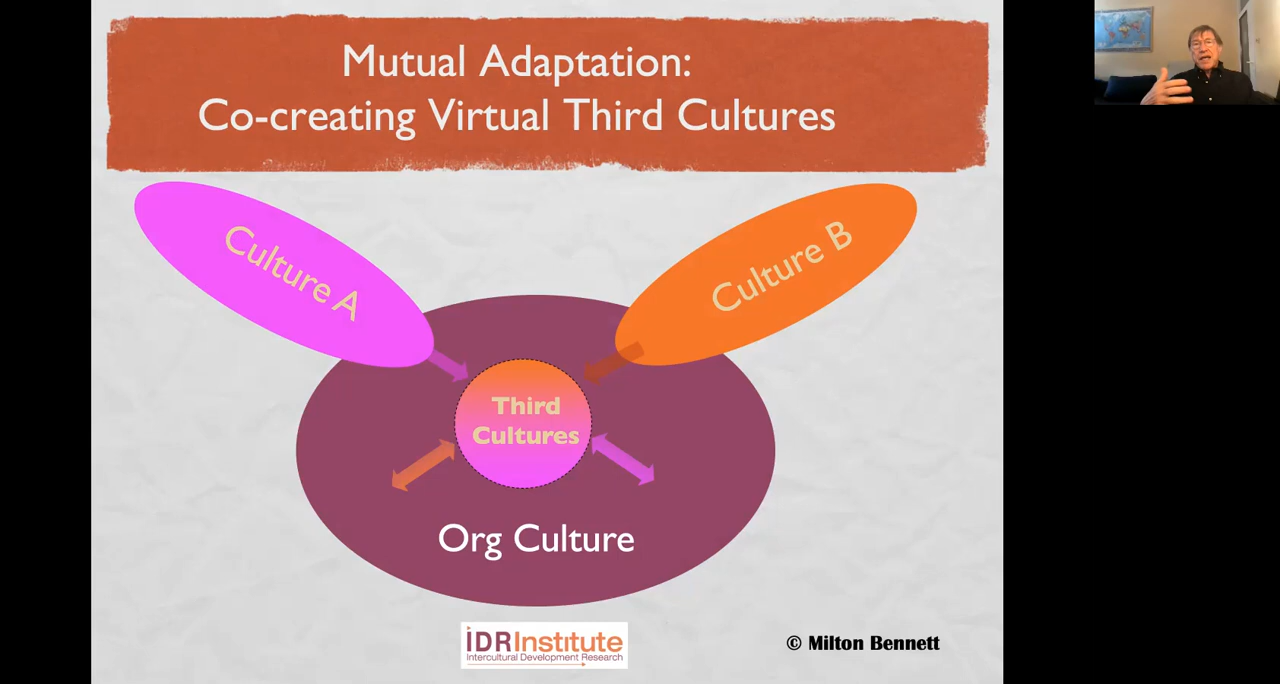 Mutual Adaptation:
Co-creating Virtual Third Cultures
Culture A
Culture B
Third
Cultures
Org Culture
IDRInstitute
Intercultural Development Research
© Milton Bennett